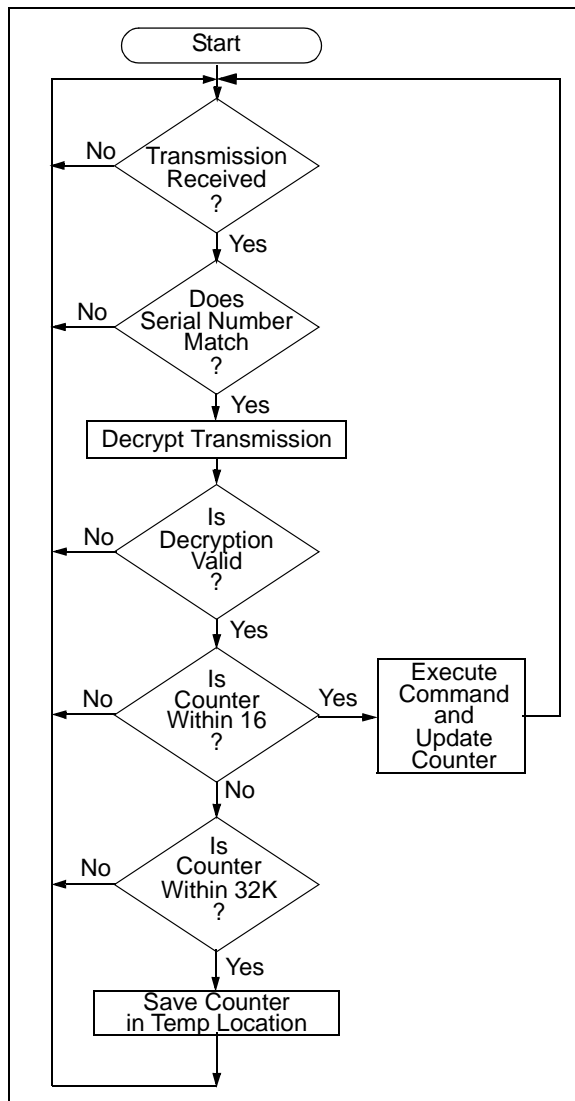 Start
No
Transmission
Received
?
Yes
No
Does
Serial Number
Match
?
Yes
Decrypt Transmission
No
Is
Decryption
Valid
?
Yes
No
Is
Counter
Within 16
?
Yes
Execute
Command
and
Update
Counter
No
No
Is
Counter
Within 32K
?
Yes
Save Counter
in Temp Location